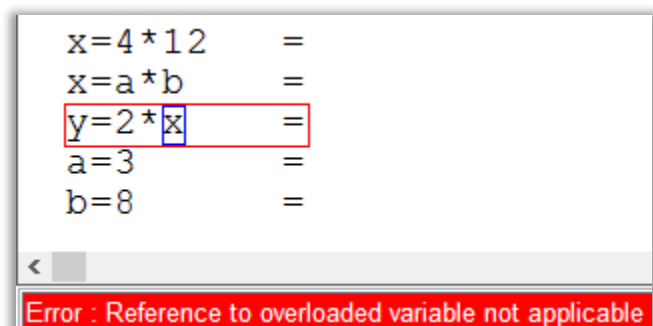 x=4*12 =
x=a*b =
y=2*x =
a=3 =
b=8 =
Error : Reference to overloaded variable not applicable